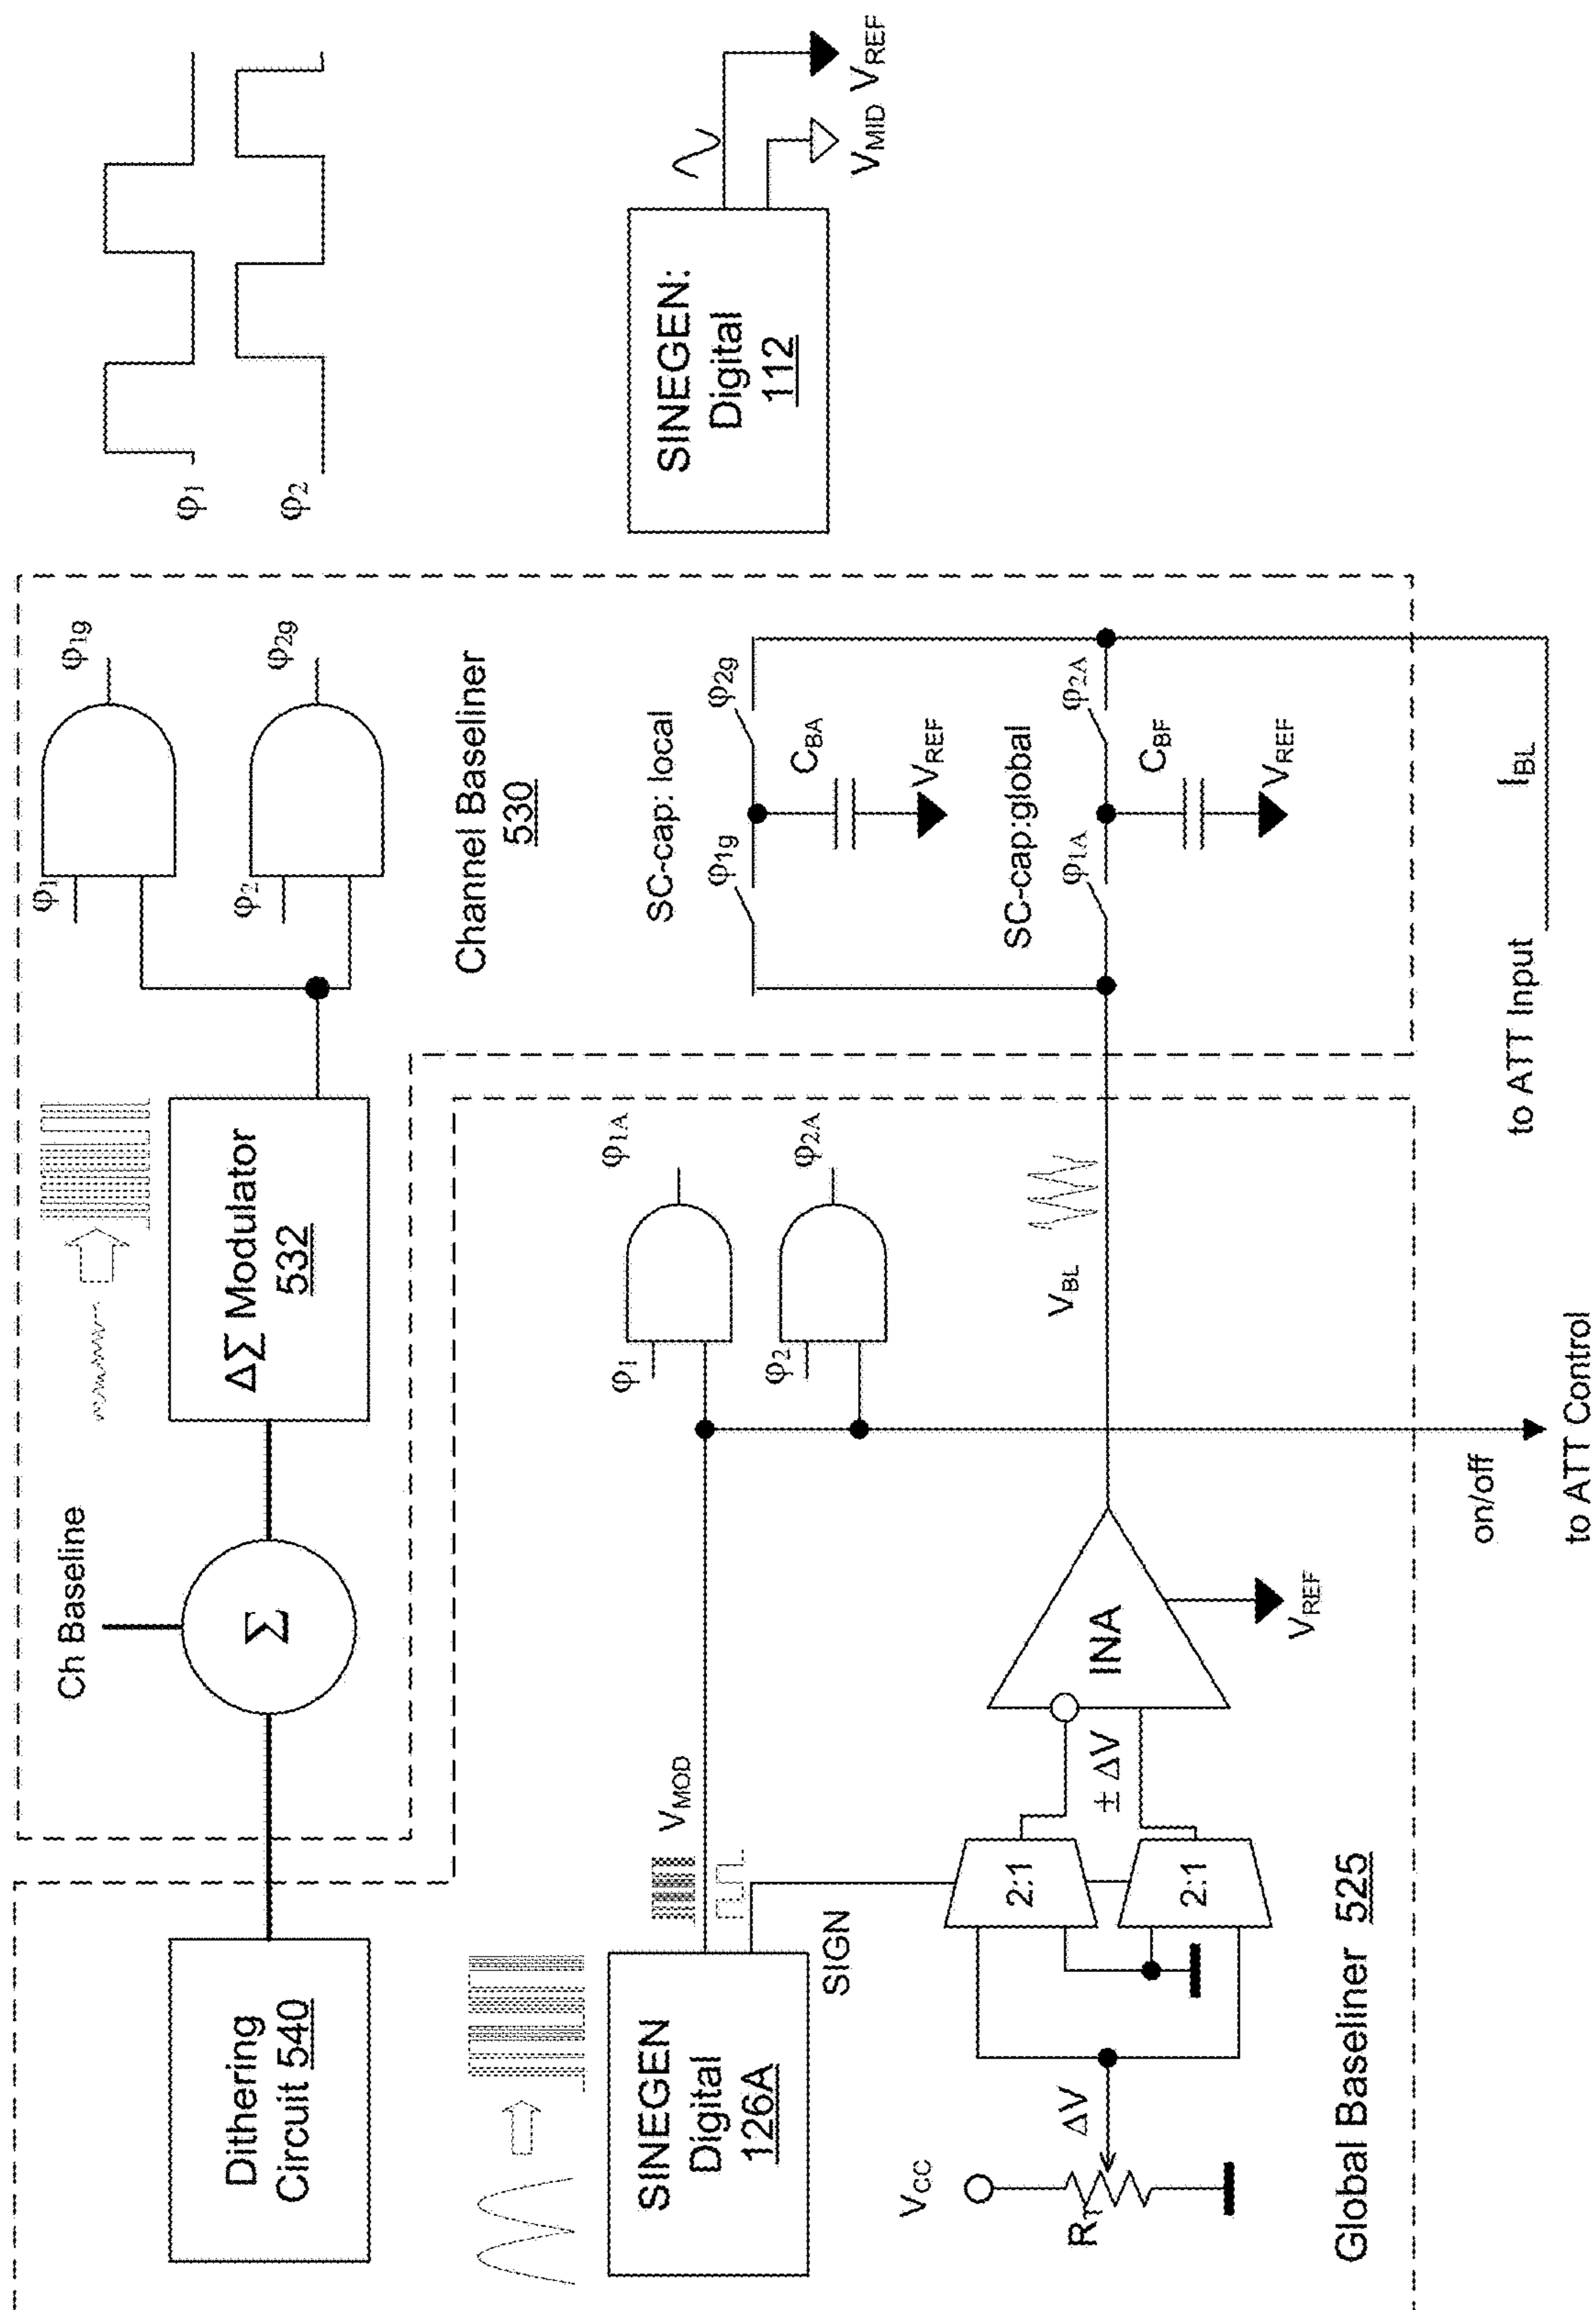 Dithering
Circuit 540
Ch Baseline
Σ
ΔΣ Modulator
532
φ1
φ1g
φ2
φ2g
Channel Baseliner
530
φ1
φ2
SINEGEN:
Digital
112
VMID VREF
SINEGEN
Digital
126A
VMOD
SIGN
φ1
φ1A
φ2
φ2A
SC-cap: local
φ1g
φ2g
CBA
VREF
SC-cap:global
φ1A
φ2A
CBF
VREF
VCC
RT
ΔV
2:1
2:1
± ΔV
INA
VREF
VBL
IBL
Global Baseliner 525
on/off
to ATT Control
to ATT Input